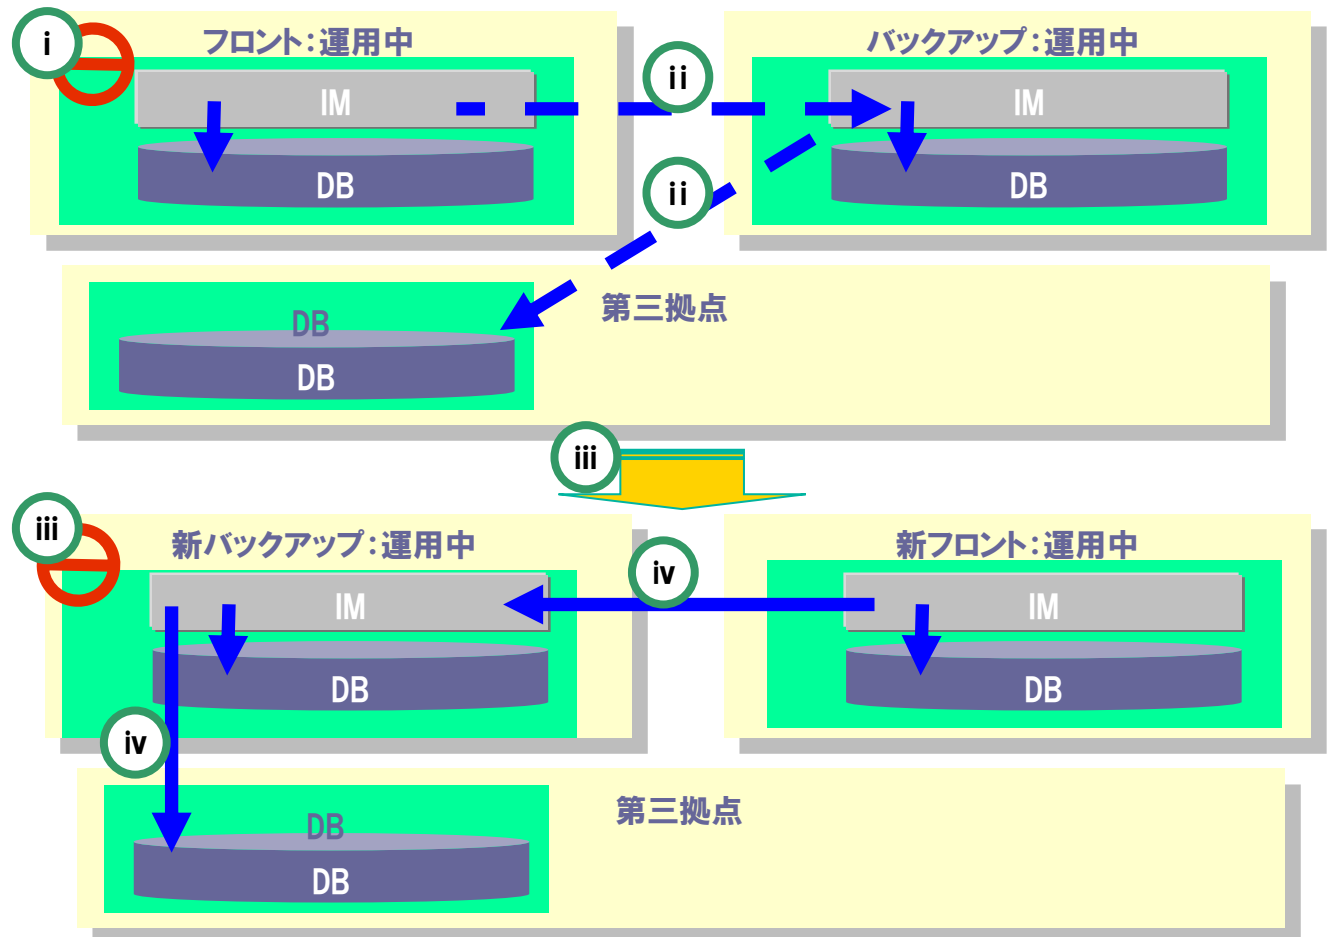 i
フロント：運用中
ii
バックアップ：運用中
IM
IM
DB
ii
DB
第三拠点
DB
DB
iii
iii
新バックアップ：運用中
iv
新フロント：運用中
IM
IM
DB
DB
iv
第三拠点
DB
DB